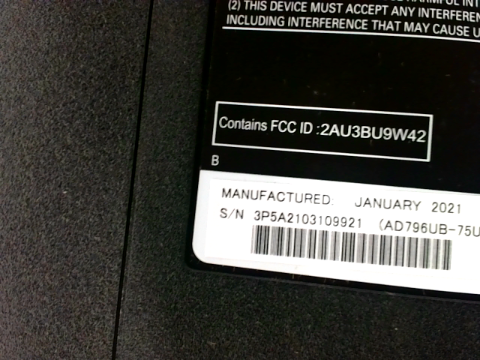 (2) THIS DEVICE MUST ACCEPT ANY
INCLUDING INTERFERENCE THAT MAY CAUSE
Contains FCC ID :2AU3BU9W42
B
MANUFACTURED: JANUARY 2021
S/N 3P5A2103109921 (AD796UB-75U